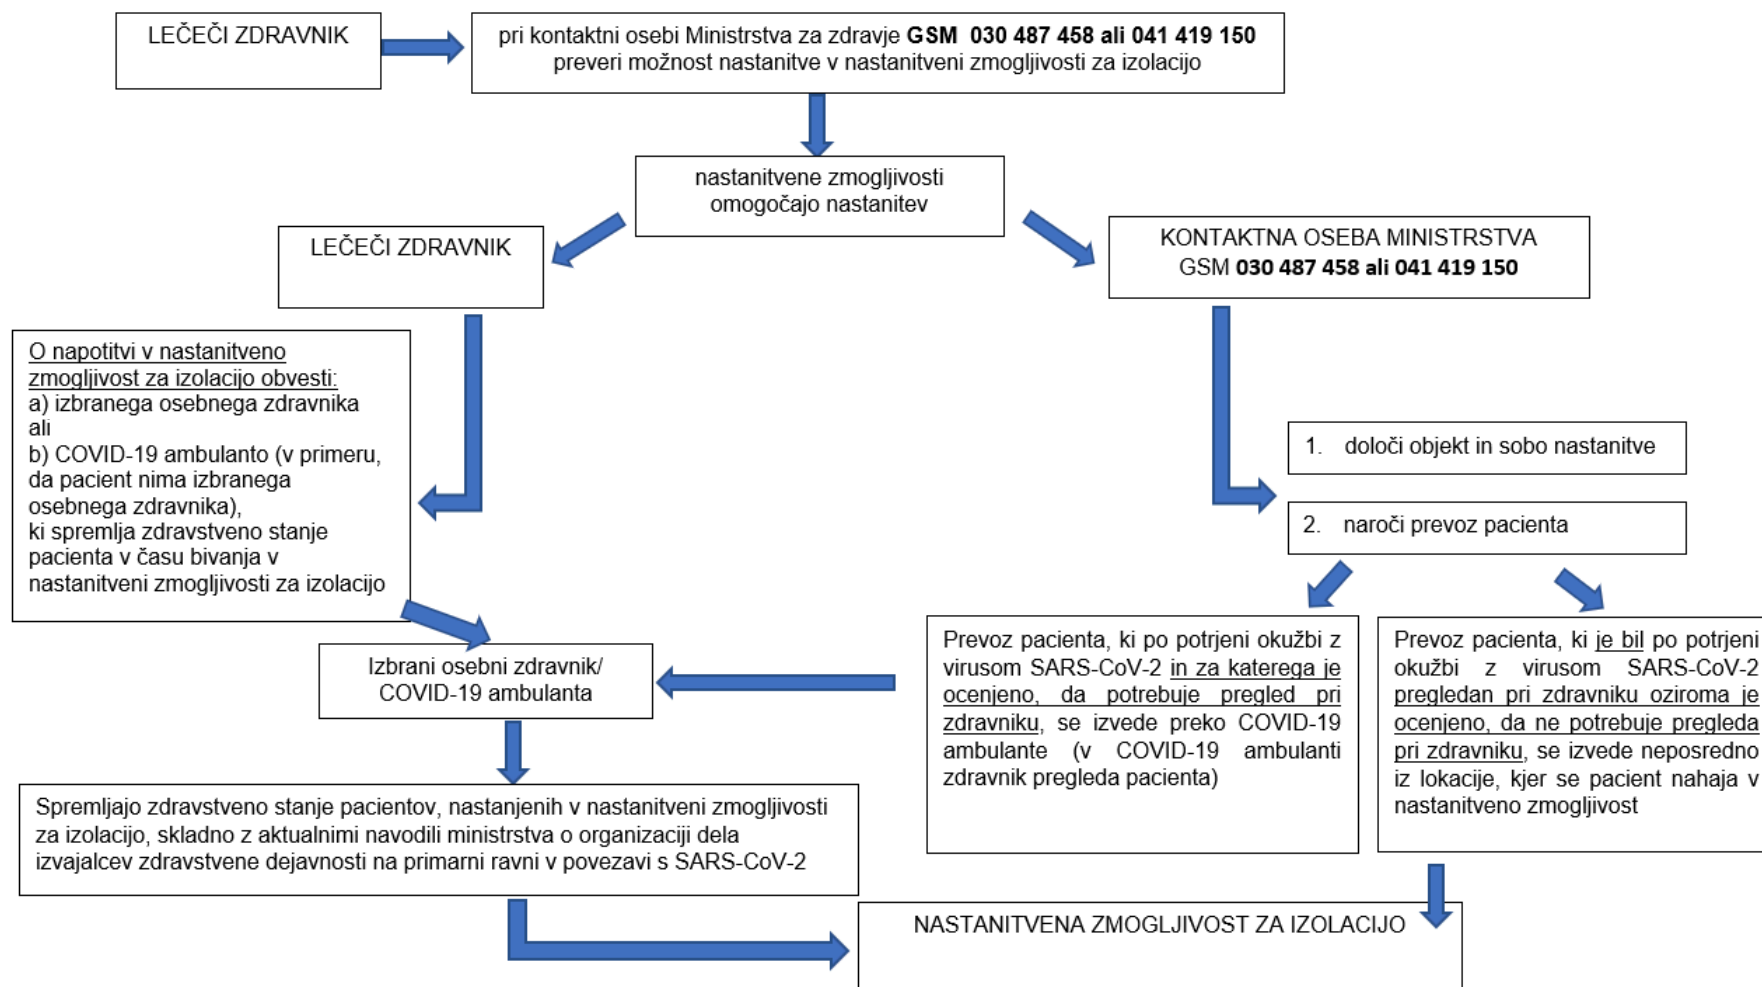 LEČEČI ZDRAVNIK
pri kontaktni osebi Ministrstva za zdravje GSM 030 487 458 ali 041 419 150
preveri možnost nastanitve v nastanitveni zmogljivosti za izolacijo
nastanitvene zmogljivosti
omogočajo nastanitev
LEČEČI ZDRAVNIK
KONTAKTNA OSEBA MINISTRSTVA
GSM 030 487 458 ali 041 419 150
O napotitvi v nastanitveno
zmogljivost za izolacijo obvesti:
a) izbranega osebnega zdravnika
ali
b) COVID-19 ambulanto (v primeru,
da pacient nima izbranega
osebnega zdravnika),
ki spremlja zdravstveno stanje
pacienta v času bivanja v
nastanitveni zmogljivosti za izolacijo
1. določi objekt in sobo nastanitve
2. naroči prevoz pacienta
Izbrani osebni zdravnik/
COVID-19 ambulanta
Prevoz pacienta, ki po potrjeni okužbi z
virusom SARS-CoV-2 in za katerega je
ocenjeno, da potrebuje pregled pri
zdravniku, se izvede preko COVID-19
ambulante (v COVID-19 ambulanti
zdravnik pregleda pacienta)
Prevoz pacienta, ki je bil po potrjeni
okužbi z virusom SARS-CoV-2
pregledan pri zdravniku oziroma je
ocenjeno, da ne potrebuje pregleda
pri zdravniku, se izvede neposredno
iz lokacije, kjer se pacient nahaja v
nastanitveno zmogljivost
Spremljajo zdravstveno stanje pacientov, nastanjenih v nastanitveni zmogljivosti
za izolacijo, skladno z aktualnimi navodili ministrstva o organizaciji dela
izvajalcev zdravstvene dejavnosti na primarni ravni v povezavi s SARS-CoV-2
NASTANITVENA ZMOGLJIVOST ZA IZOLACIJO